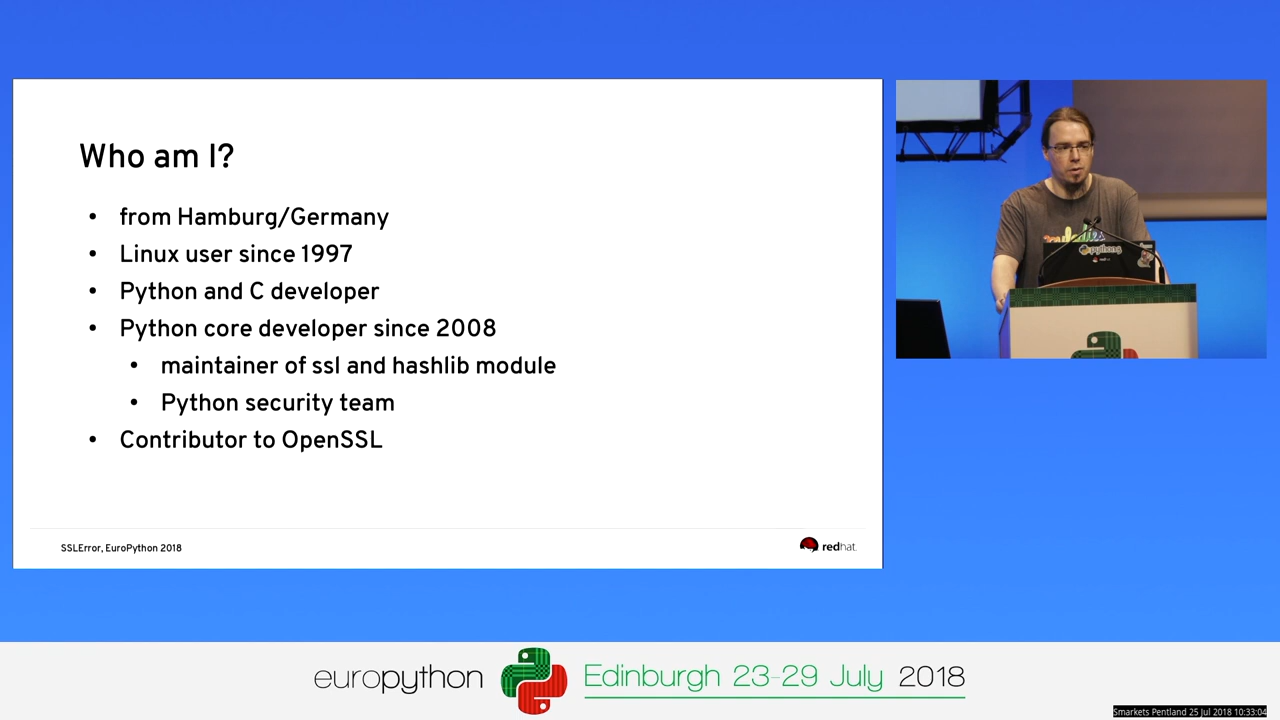 Who am I?
• from Hamburg/Germany
• Linux user since 1997
• Python and C developer
• Python core developer since 2008
• maintainer of ssl and hashlib module
• Python security team
• Contributor to OpenSSL
SSLError, EuroPython 2018
redhat.
europython
Edinburgh 23-29 July 2018
Smarkets Pentland 25 Jul 2018 10:33:04